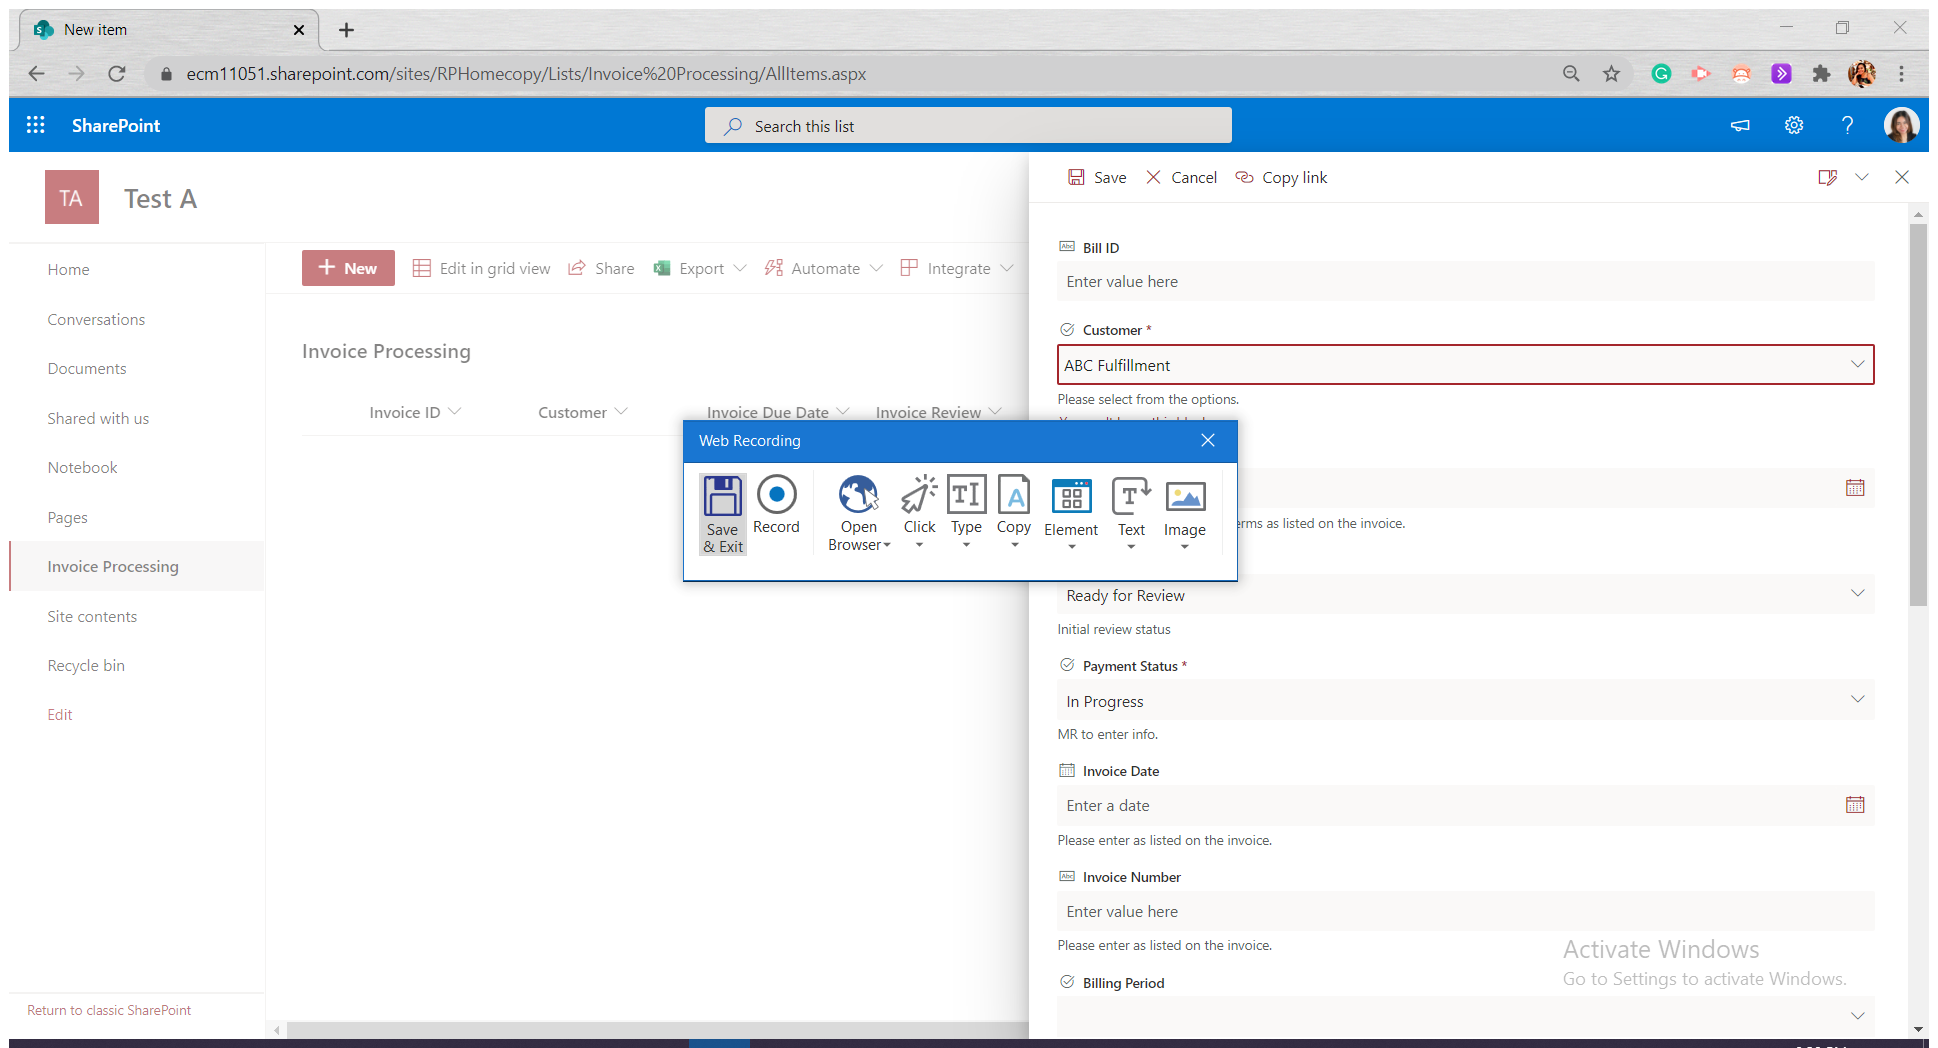 New item
ecm11051.sharepoint.com/sites/RPHomecopy/Lists/Invoice%20Processing/AllItems.aspx
SharePoint
Search this list
TA
Test A
Save
Cancel
Copy link
Home
Conversations
Documents
Shared with us
Notebook
Pages
Invoice Processing
Site contents
Recycle bin
Edit
Return to classic SharePoint
New
Edit in grid view
Share
Export
Automate
Integrate
Invoice Processing
Invoice ID
Customer
Invoice Due Date
Invoice Review
Web Recording
Save & Exit
Record
Open Browser
Click
Type
Copy
Element
Text
Image
Abc
Bill ID
Enter value here
Customer *
ABC Fulfillment
Please select from the options.
as listed on the invoice.
Ready for Review
Initial review status
Payment Status *
In Progress
MR to enter info.
Invoice Date
Enter a date
Please enter as listed on the invoice.
Abc
Invoice Number
Enter value here
Please enter as listed on the invoice.
Billing Period
Activate Windows
Go to Settings to activate Windows.